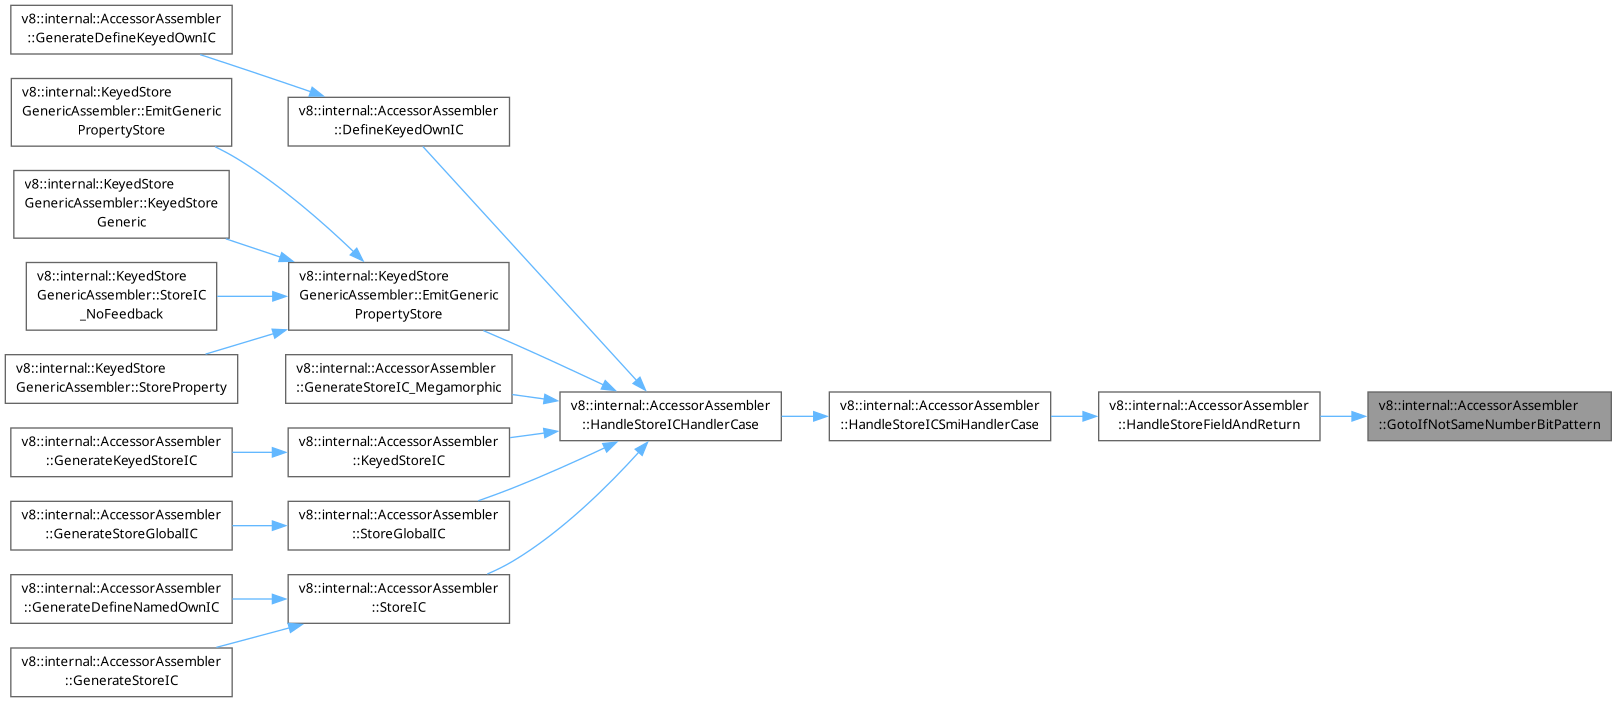 v8::internal::AccessorAssembler
::GenerateDefineKeyedOwnIC
v8::internal::KeyedStore
GenericAssembler::EmitGeneric
PropertyStore
v8::internal::KeyedStore
GenericAssembler::KeyedStore
Generic
v8::internal::KeyedStore
GenericAssembler::StoreIC
_NoFeedback
v8::internal::KeyedStore
GenericAssembler::StoreProperty
v8::internal::AccessorAssembler
::GenerateKeyedStoreIC
v8::internal::AccessorAssembler
::GenerateStoreGlobalIC
v8::internal::AccessorAssembler
::GenerateDefineNamedOwnIC
v8::internal::AccessorAssembler
::GenerateStoreIC
v8::internal::AccessorAssembler
::DefineKeyedOwnIC
v8::internal::KeyedStore
GenericAssembler::EmitGeneric
PropertyStore
v8::internal::AccessorAssembler
::GenerateStoreIC_Megamorphic
v8::internal::AccessorAssembler
::KeyedStoreIC
v8::internal::AccessorAssembler
::StoreGlobalIC
v8::internal::AccessorAssembler
::StoreIC
v8::internal::AccessorAssembler
::HandleStoreICHandlerCase
v8::internal::AccessorAssembler
::HandleStoreICSmiHandlerCase
v8::internal::AccessorAssembler
::HandleStoreFieldAndReturn
v8::internal::AccessorAssembler
::GotoIfNotSameNumberBitPattern